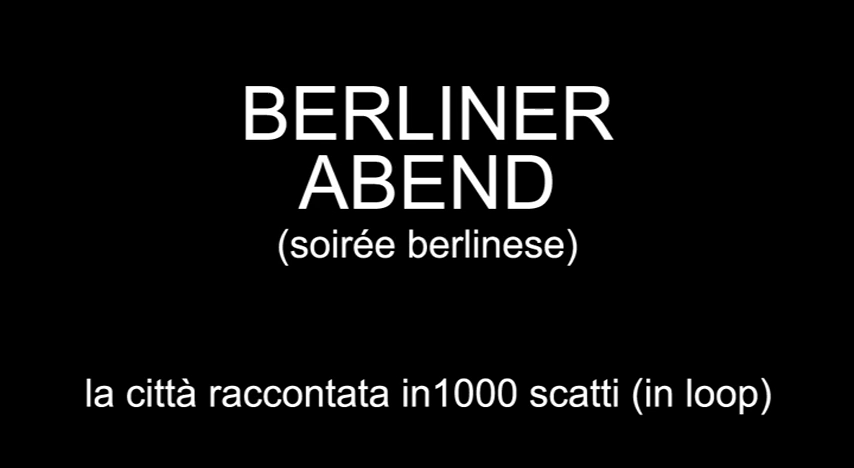 BERLINER
ABEND
(soirée berlinese)
la città raccontata in1000 scatti (in loop)